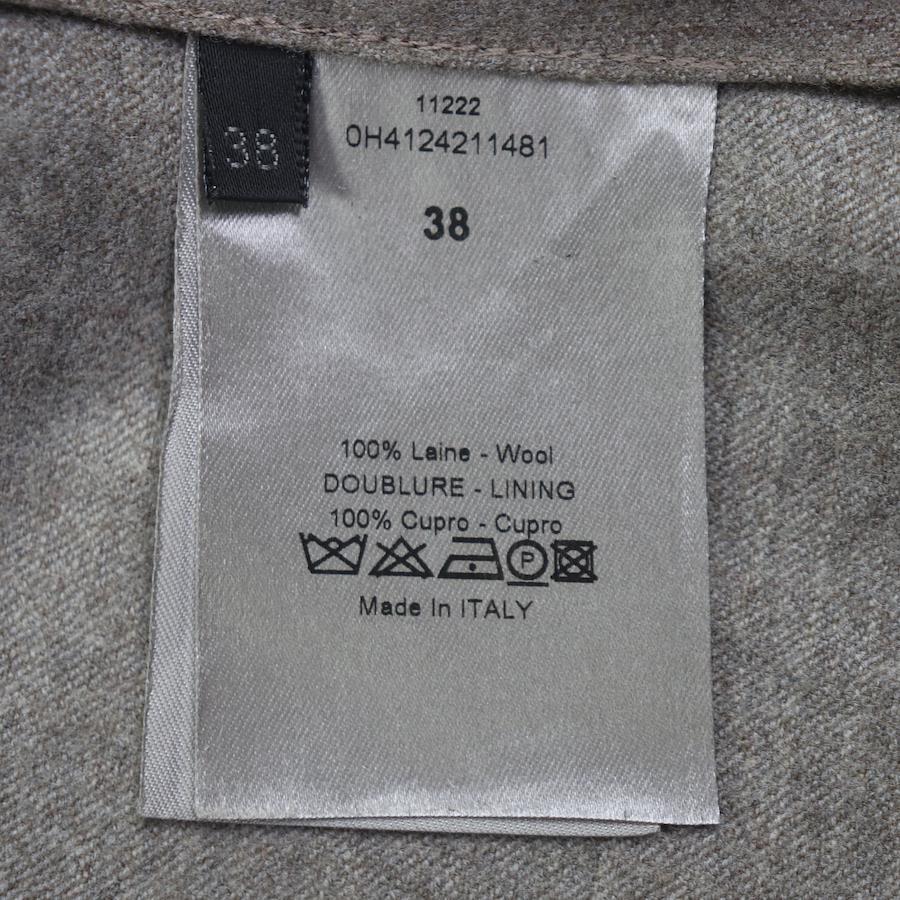 38
11222
0H4124211481
38
100% Laine - Wool
DOUBLURE - LINING
100% Cupro - Cupro
P
Made In ITALY